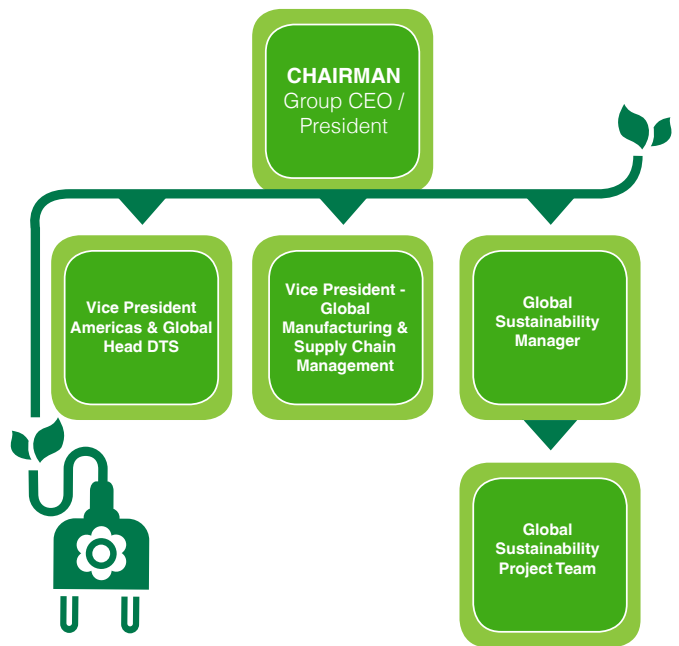 CHAIRMAN
Group CEO /
President
Vice President
Americas & Global
Head DTS
Vice President -
Global
Manufacturing &
Supply Chain
Management
Global
Sustainability
Manager
Global
Sustainability
Project Team